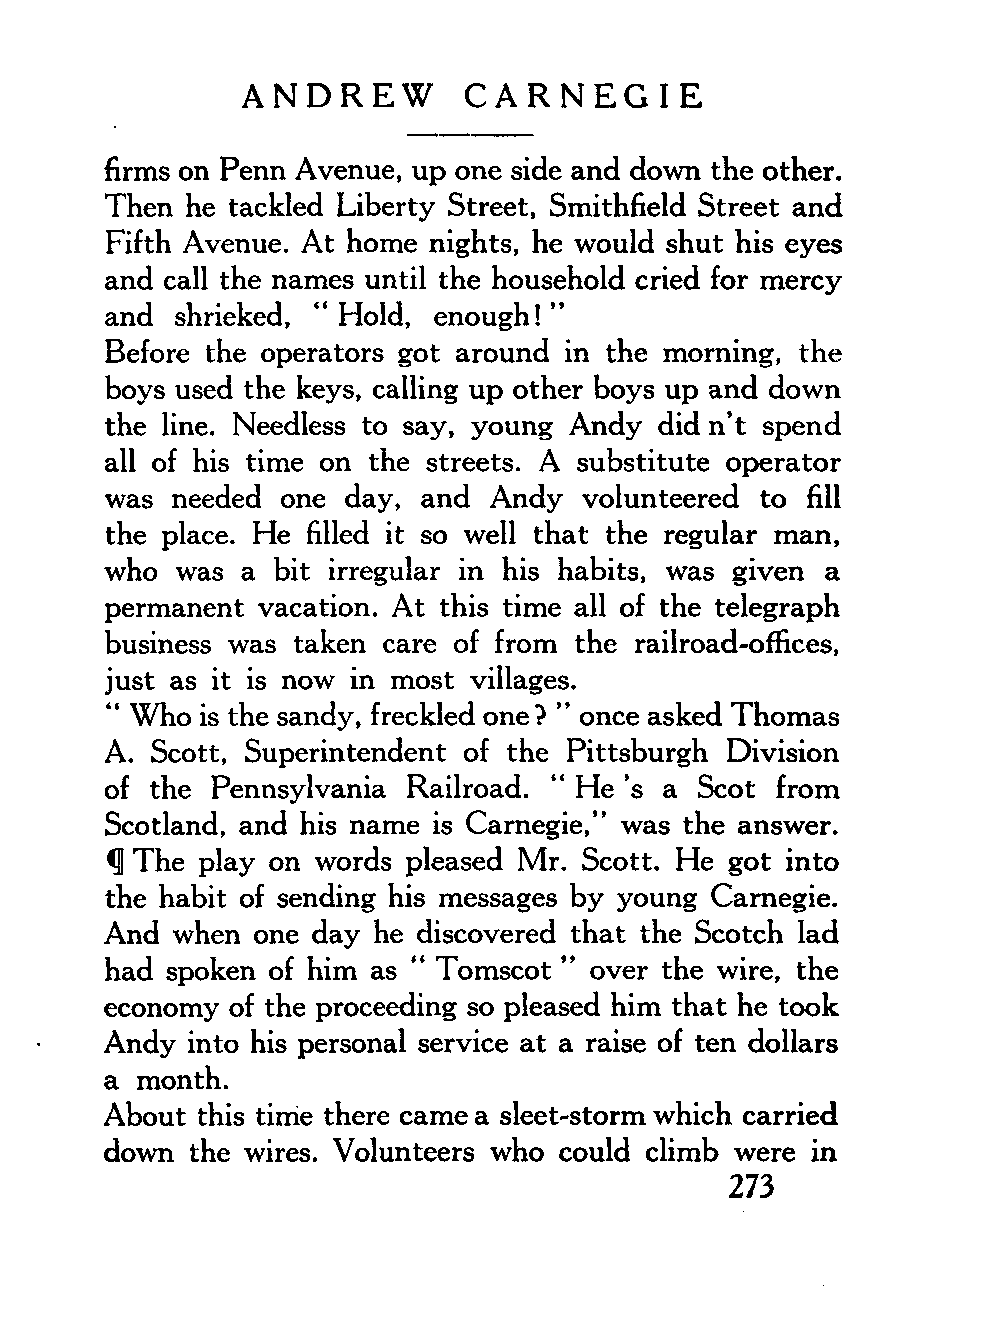 ANDREW CARNEGIE
firms on Penn Avenue, up one side and down the other.
Then he tackled Liberty Street, Smithfield Street and
Fifth Avenue. At home nights, he would shut his eyes
and call the names until the household cried for mercy
and shrieked, “ Hold, enough! ”
Before the operators got around in the morning, the
boys used the keys, calling up other boys up and down
the line. Needless to say, young Andy did n’t spend
all of his time on the streets. A substitute operator
was needed one day, and Andy volunteered to fill
the place. He filled it so well that the regular man,
who was a bit irregular in his habits, was given a
permanent vacation. At this time all of the telegraph
business was taken care of from the railroad-offices,
just as it is now in most villages.
“ Who is the sandy, freckled one? ” once asked Thomas
A. Scott, Superintendent of the Pittsburgh Division
of the Pennsylvania Railroad. “ He ’s a Scot from
Scotland, and his name is Carnegie,” was the answer.
¶ The play on words pleased Mr. Scott. He got into
the habit of sending his messages by young Carnegie.
And when one day he discovered that the Scotch lad
had spoken of him as “ Tomscot ” over the wire, the
economy of the proceeding so pleased him that he took
Andy into his personal service at a raise of ten dollars
a month.
About this time there came a sleet-storm which carried
down the wires. Volunteers who could climb were in
273